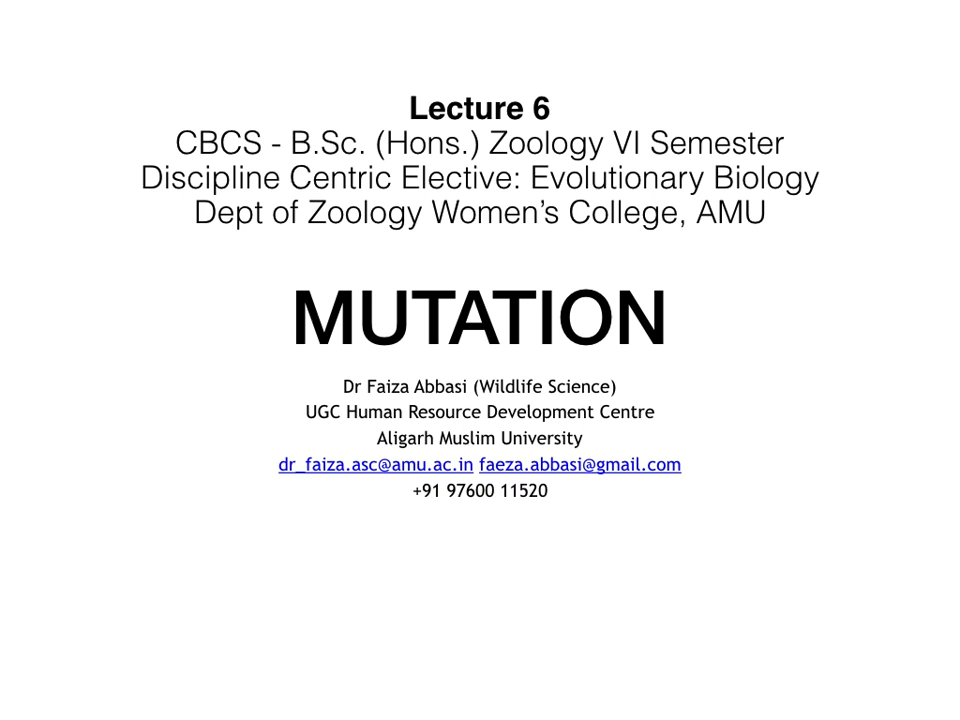 Lecture 6
CBCS - B.Sc. (Hons.) Zoology VI Semester
Discipline Centric Elective: Evolutionary Biology
Dept of Zoology Women’s College, AMU
MUTATION
Dr Faiza Abbasi (Wildlife Science)
UGC Human Resource Development Centre
Aligarh Muslim University
dr_faiza.asc@amu.ac.in faeza.abbasi@gmail.com
+91 97600 11520